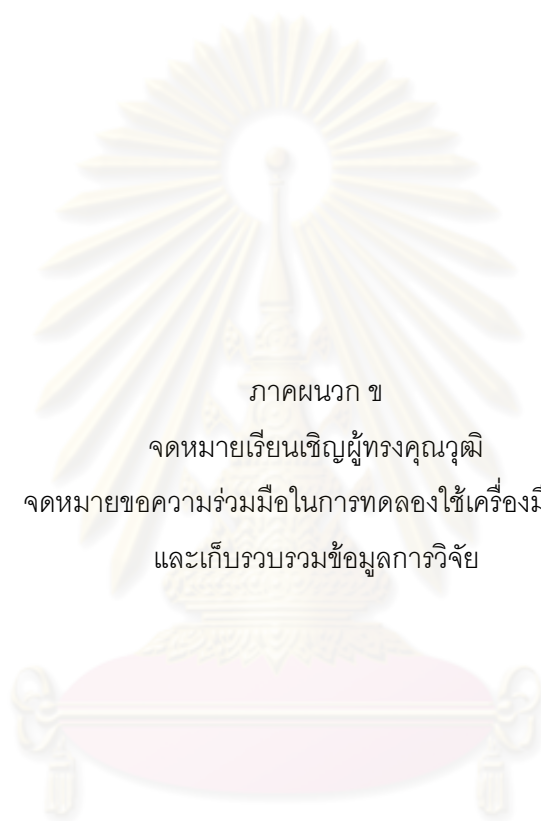 ภาคผนวก ข
จดหมายเรียนเชิญผู้ทรงคุณวุฒิ
จดหมายขอความร่วมมือในการทดลองใช้เครื่องมื
และเก็บรวบรวมข้อมูลการวิจัย